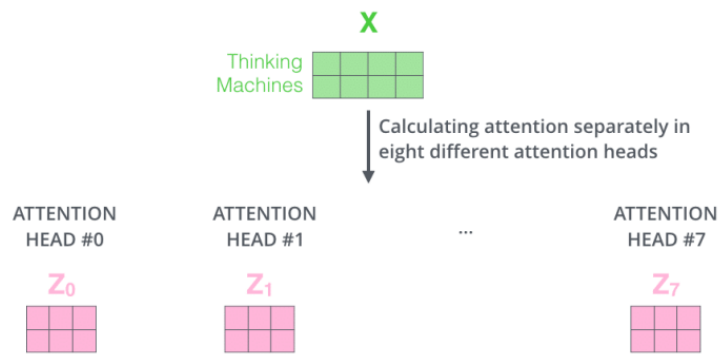 X
Thinking
Machines
Calculating attention separately in
eight different attention heads
ATTENTION
HEAD #0
ATTENTION
HEAD #1
...
ATTENTION
HEAD #7
Z₀
Z₁
Z₇